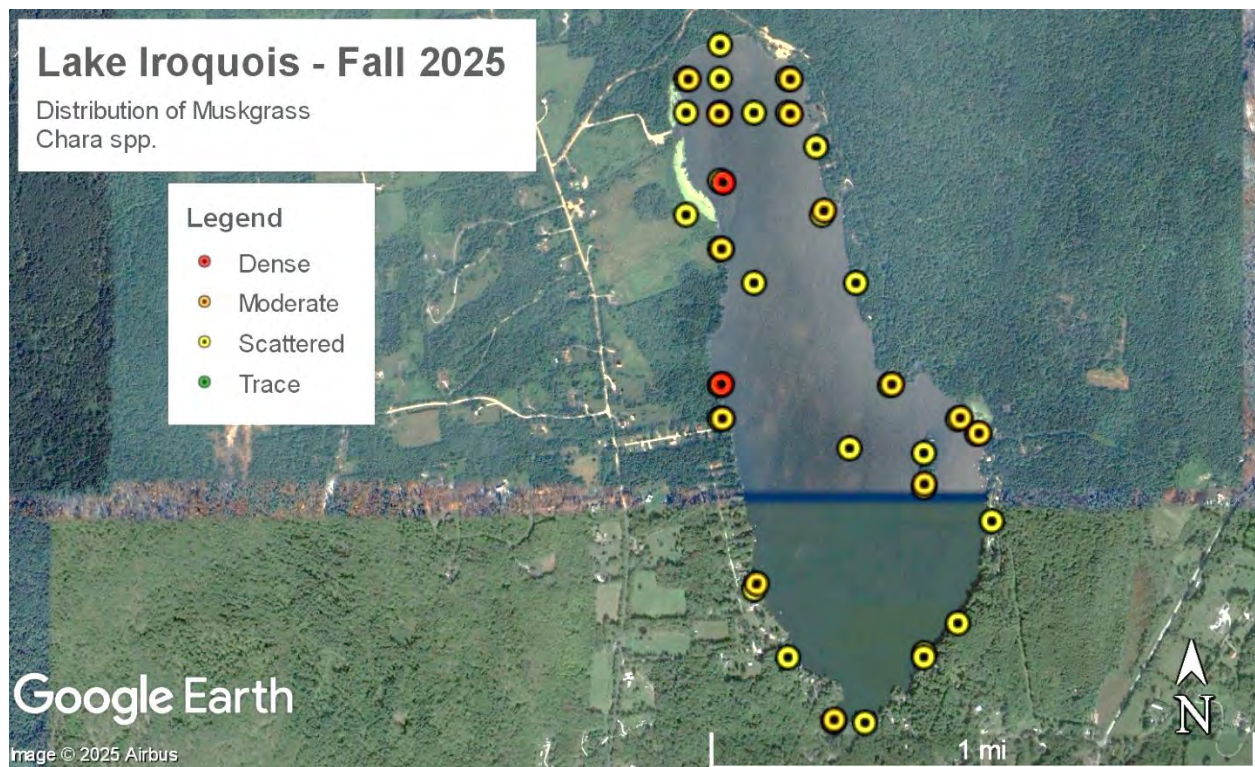 Lake Iroquois - Fall 2025
Distribution of Muskgrass
Chara spp.
Legend
Dense
Moderate
Scattered
Trace
Google Earth
N
Image © 2025 Airbus
1 mi